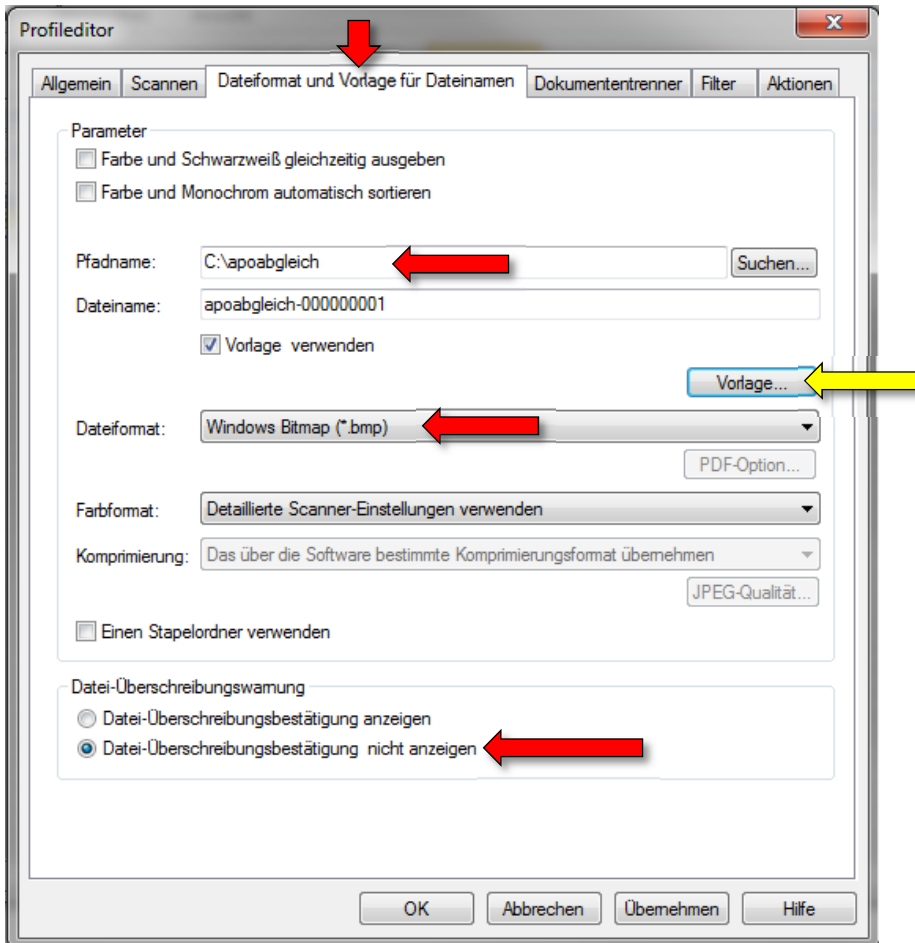 Profileditor
Allgemein Scannen Dateiformat und Vorlage für Dateinamen Dokumententrenner Filter Aktionen
Parameter
Farbe und Schwarzweiß gleichzeitig ausgeben
Farbe und Monochrom automatisch sortieren
Pfadname: C:\apoabgleich Suchen...
Dateiname: apoabgleich-000000001
Vorlage verwenden
Vorlage...
Dateiformat: Windows Bitmap (*.bmp)
PDF-Option...
Farbformat: Detaillierte Scanner-Einstellungen verwenden
Komprimierung: Das über die Software bestimmte Komprimierungsformat übernehmen
JPEG-Qualität...
Einen Stapelordner verwenden
Datei-Überschreibungswarnung
Datei-Überschreibungsbestätigung anzeigen
Datei-Überschreibungsbestätigung nicht anzeigen
OK Abbrechen Übernehmen Hilfe